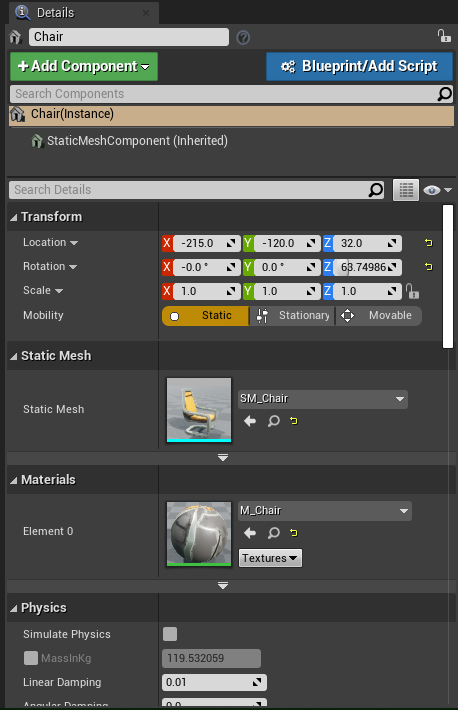 Details
Chair
+Add Component
Blueprint/Add Script
Search Components
Chair(Instance)
StaticMeshComponent (Inherited)
Search Details
Transform
Location X -215.0 Y -120.0 Z 32.0
Rotation X -0.0 ° Y 0.0 ° Z 63.74986
Scale X 1.0 Y 1.0 Z 1.0
Mobility Static Stationary Movable
Static Mesh
Static Mesh SM_Chair
Materials
Element 0 M_Chair
Textures
Physics
Simulate Physics
MassInKg 119.532059
Linear Damping 0.01
Angular Damping 0.0